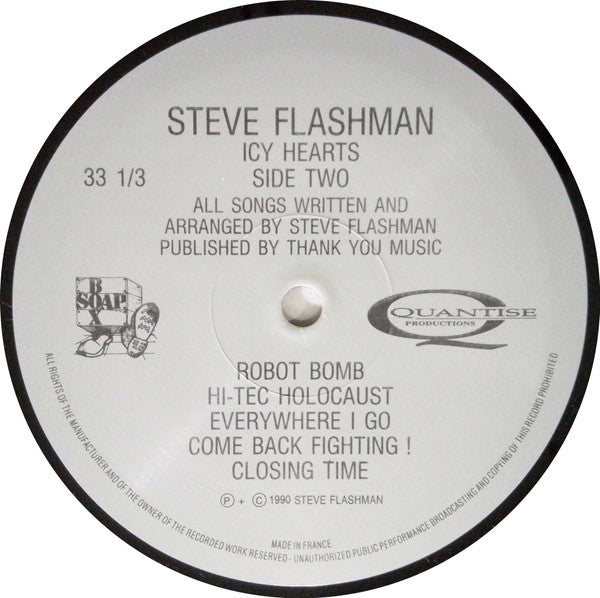 STEVE FLASHMAN
ICY HEARTS
33 1/3
SIDE TWO
ALL SONGS WRITTEN AND
ARRANGED BY STEVE FLASHMAN
PUBLISHED BY THANK YOU MUSIC
BOX
SOAP
QUANTISE
PRODUCTIONS
ROBOT BOMB
HI-TEC HOLOCAUST
EVERYWHERE I GO
COME BACK FIGHTING !
CLOSING TIME
Ⓟ + © 1990 STEVE FLASHMAN
MADE IN FRANCE
ALL RIGHTS OF THE MANUFACTURER AND OF THE OWNER OF THE RECORDED WORK RESERVED - UNAUTHORIZED PUBLIC PERFORMANCE BROADCASTING AND COPYING OF THIS RECORD PROHIBITED